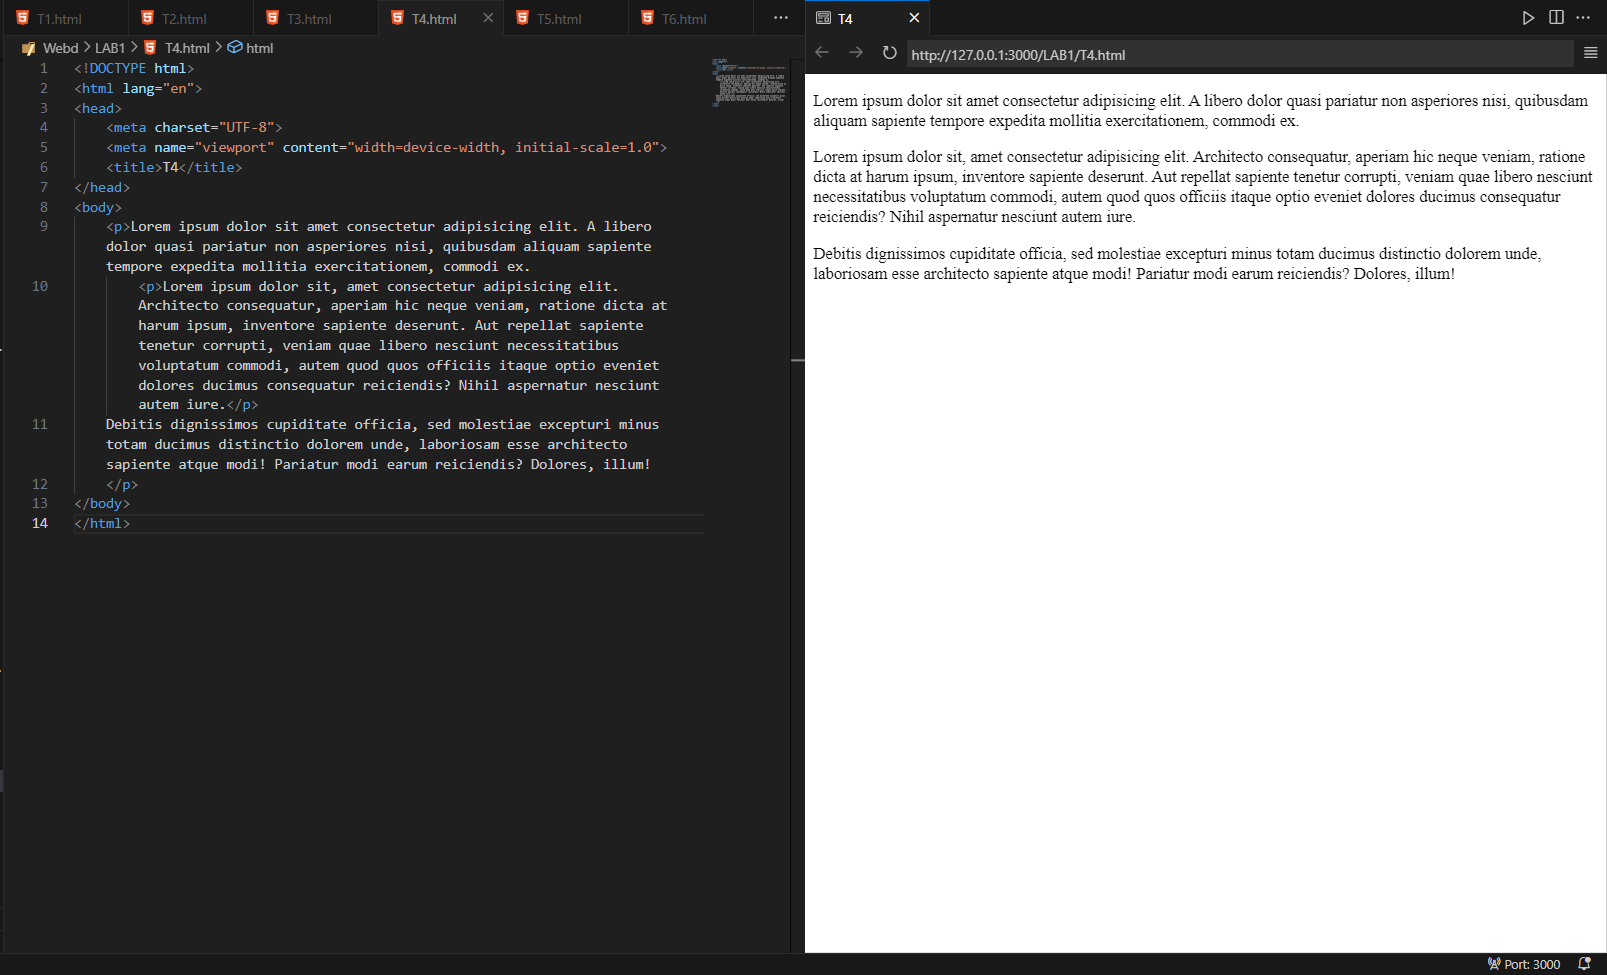 T1.html T2.html T3.html T4.html T5.html T6.html
Webd > LAB1 > T4.html > html
1 <!DOCTYPE html>
2 <html lang="en">
3 <head>
4 <meta charset="UTF-8">
5 <meta name="viewport" content="width=device-width, initial-scale=1.0">
6 <title>T4</title>
7 </head>
8 <body>
9 <p>Lorem ipsum dolor sit amet consectetur adipisicing elit. A libero
dolor quasi pariatur non asperiores nisi, quibusdam aliquam sapiente
tempore expedita mollitia exercitationem, commodi ex.
10 <p>Lorem ipsum dolor sit, amet consectetur adipisicing elit.
Architecto consequatur, aperiam hic neque veniam, ratione dicta at
harum ipsum, inventore sapiente deserunt. Aut repellat sapiente
tenetur corrupti, veniam quae libero nesciunt necessitatibus
voluptatum commodi, autem quod quos officiis itaque optio eveniet
dolores ducimus consequatur reiciendis? Nihil aspernatur nesciunt
autem iure.</p>
11 Debitis dignissimos cupiditate officia, sed molestiae excepturi minus
totam ducimus distinctio dolorem unde, laboriosam esse architecto
sapiente atque modi! Pariatur modi earum reiciendis? Dolores, illum!
12 </p>
13 </body>
14 </html>
T4
http://127.0.0.1:3000/LAB1/T4.html
Lorem ipsum dolor sit amet consectetur adipisicing elit. A libero dolor quasi pariatur non asperiores nisi, quibusdam
aliquam sapiente tempore expedita mollitia exercitationem, commodi ex.
Lorem ipsum dolor sit, amet consectetur adipisicing elit. Architecto consequatur, aperiam hic neque veniam, ratione
dicta at harum ipsum, inventore sapiente deserunt. Aut repellat sapiente tenetur corrupti, veniam quae libero nesciunt
necessitatibus voluptatum commodi, autem quod quos officiis itaque optio eveniet dolores ducimus consequatur
reiciendis? Nihil aspernatur nesciunt autem iure.
Debitis dignissimos cupiditate officia, sed molestiae excepturi minus totam ducimus distinctio dolorem unde,
laboriosam esse architecto sapiente atque modi! Pariatur modi earum reiciendis? Dolores, illum!
Port: 3000